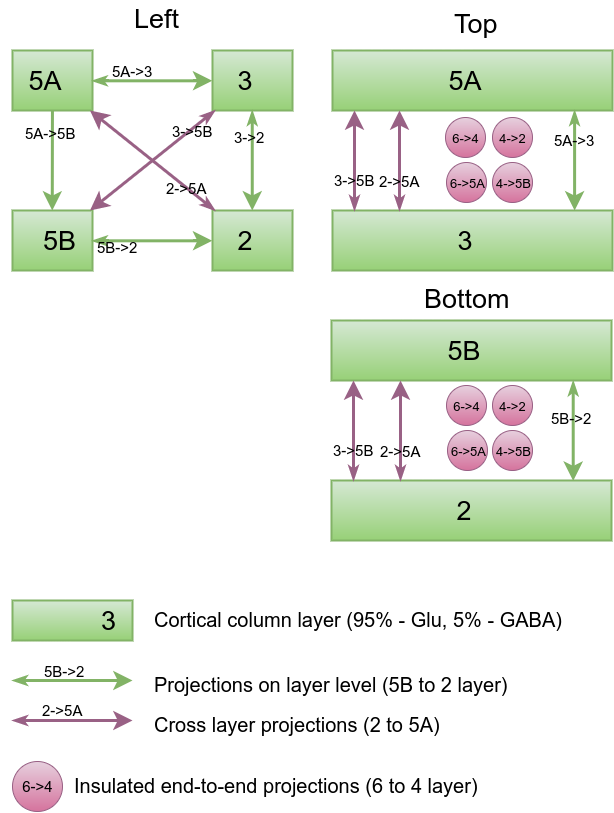 Left
5A
5A->3
3
5A->5B
3->5B
3->2
2->5A
5B
5B->2
2
Top
5A
3->5B
2->5A
6->4
4->2
6->5A
4->5B
5A->3
3
Bottom
5B
3->5B
2->5A
6->4
4->2
6->5A
4->5B
5B->2
2
3
Cortical column layer (95% - Glu, 5% - GABA)
5B->2
Projections on layer level (5B to 2 layer)
2->5A
Cross layer projections (2 to 5A)
6->4
Insulated end-to-end projections (6 to 4 layer)